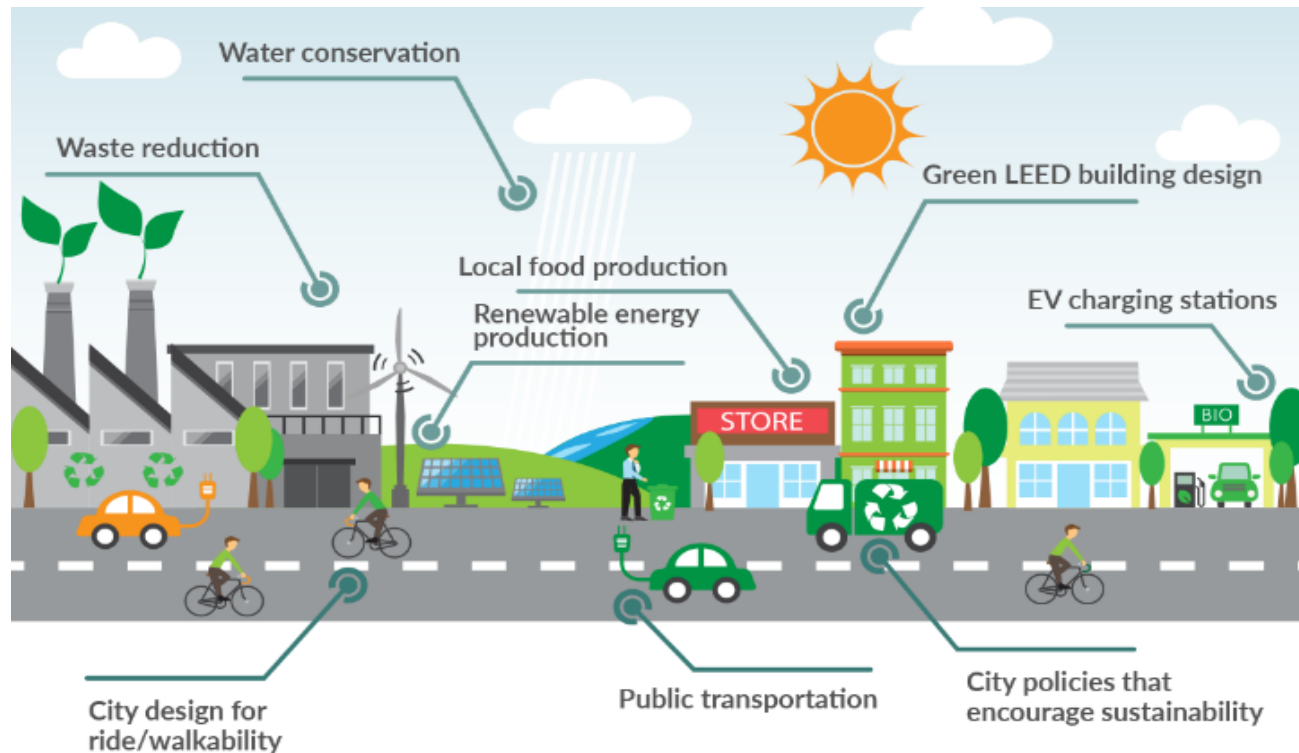 Water conservation
Waste reduction
Green LEED building design
Local food production
EV charging stations
Renewable energy
production
STORE
BIO
City design for
ride/walkability
Public transportation
City policies that
encourage sustainability